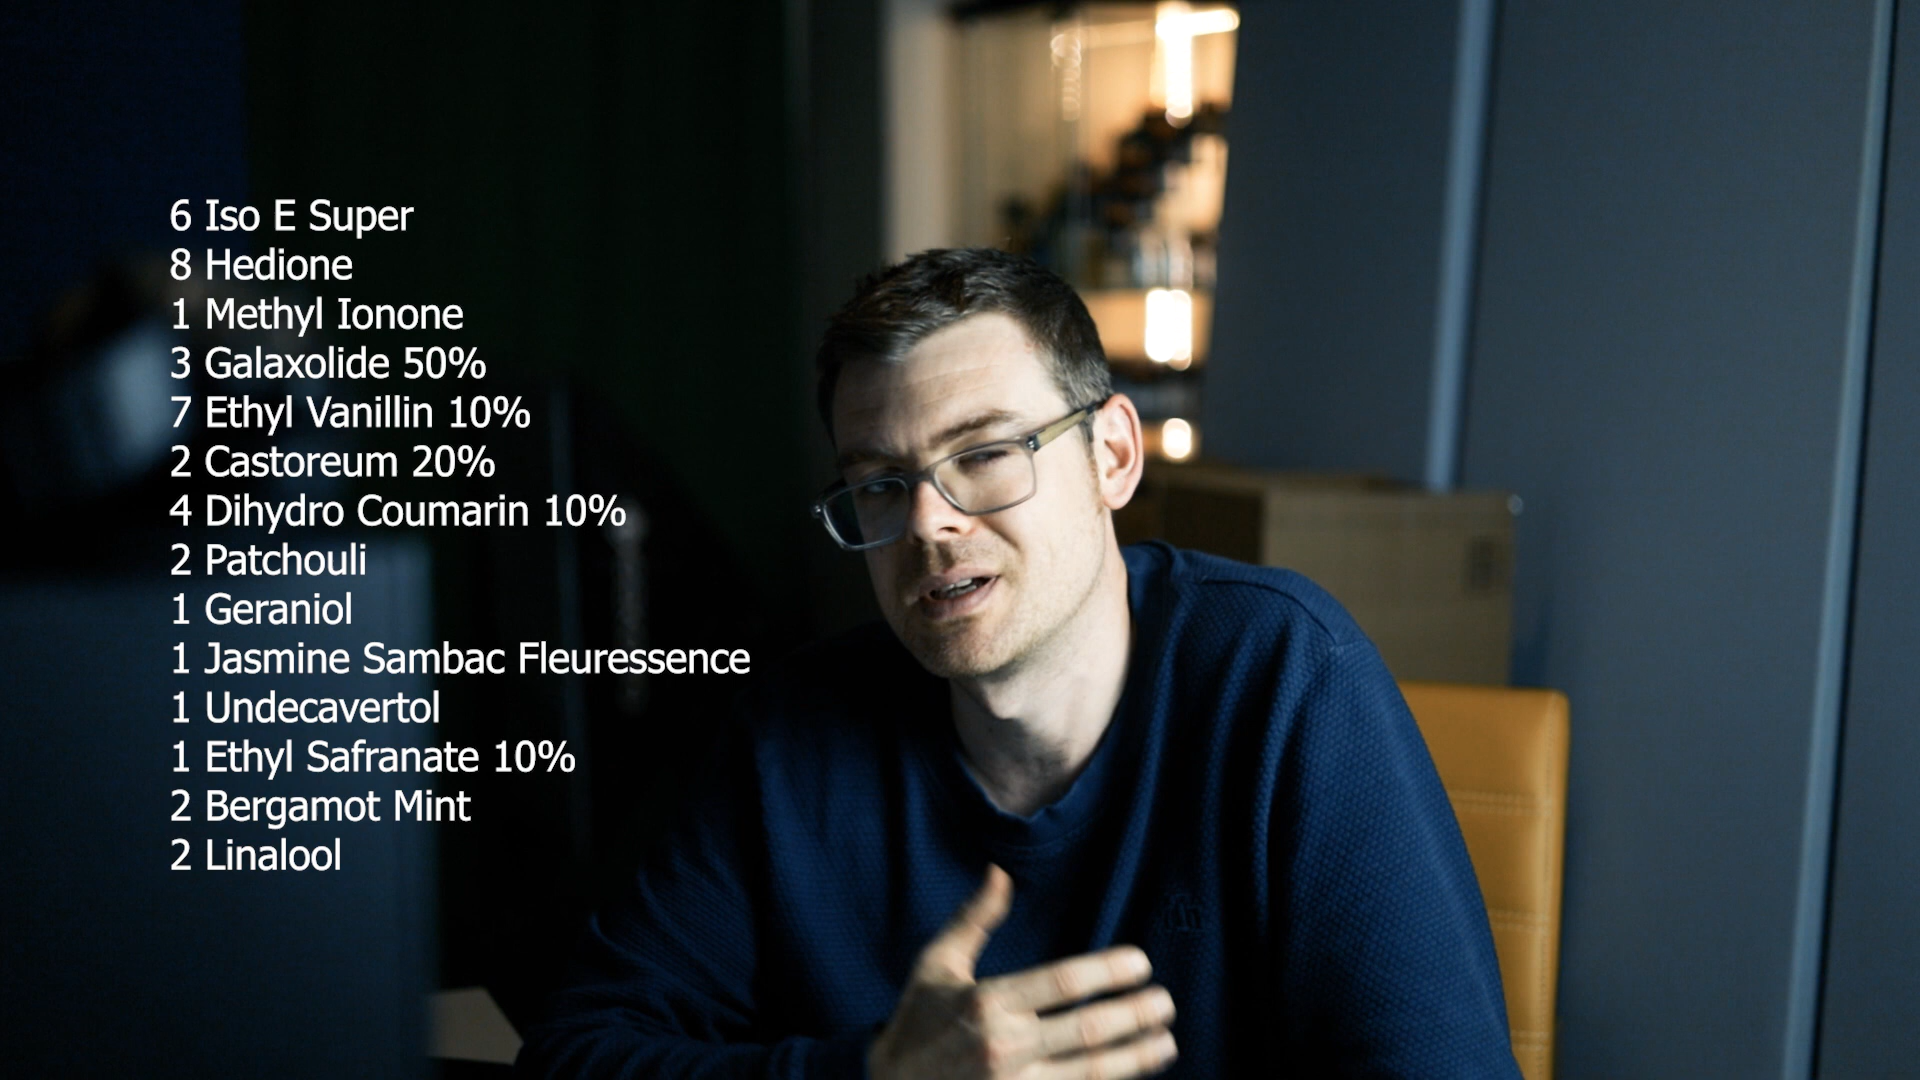 6 Iso E Super
8 Hedione
1 Methyl Ionone
3 Galaxolide 50%
7 Ethyl Vanillin 10%
2 Castoreum 20%
4 Dihydro Coumarin 10%
2 Patchouli
1 Geraniol
1 Jasmine Sambac Fleuressence
1 Undecavertol
1 Ethyl Safranate 10%
2 Bergamot Mint
2 Linalool